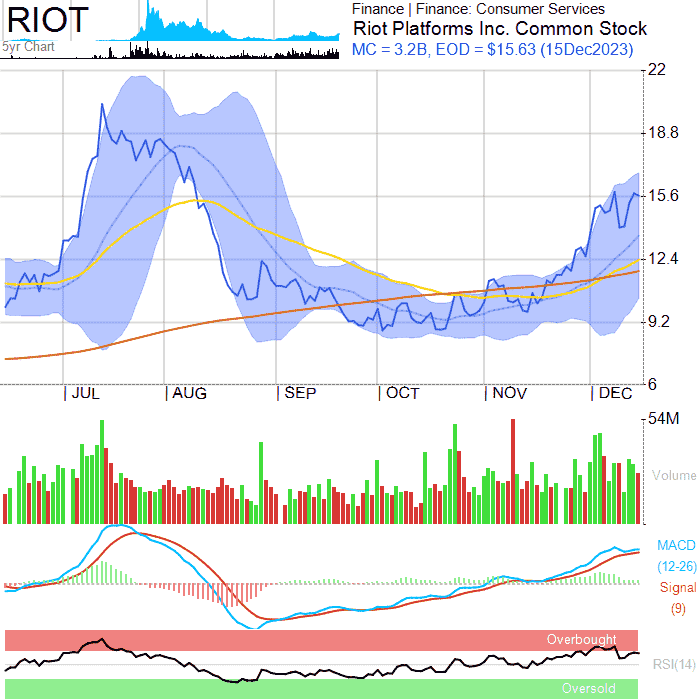 RIOT
5yr Chart
Finance | Finance: Consumer Services
Riot Platforms Inc. Common Stock
MC = 3.2B, EOD = $15.63 (15Dec2023)
22
18.8
15.6
12.4
9.2
6
| JUL | AUG | SEP | OCT | NOV | DEC
54M
Volume
MACD
(12-26)
Signal
(9)
Overbought
RSI(14)
Oversold